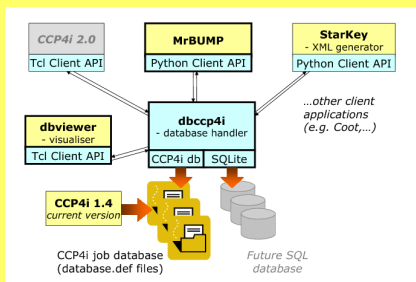 CCP4i 2.0
Tcl Client API
MrBUMP
Python Client API
StarKey
- XML generator
Python Client API
...other client
applications
(e.g. Coot,...)
dbccp4i
- database handler
CCP4i db
SQLite
dbviewer
- visualiser
Tcl Client API
CCP4i 1.4
current version
CCP4i job database
(database.def files)
Future SQL
database